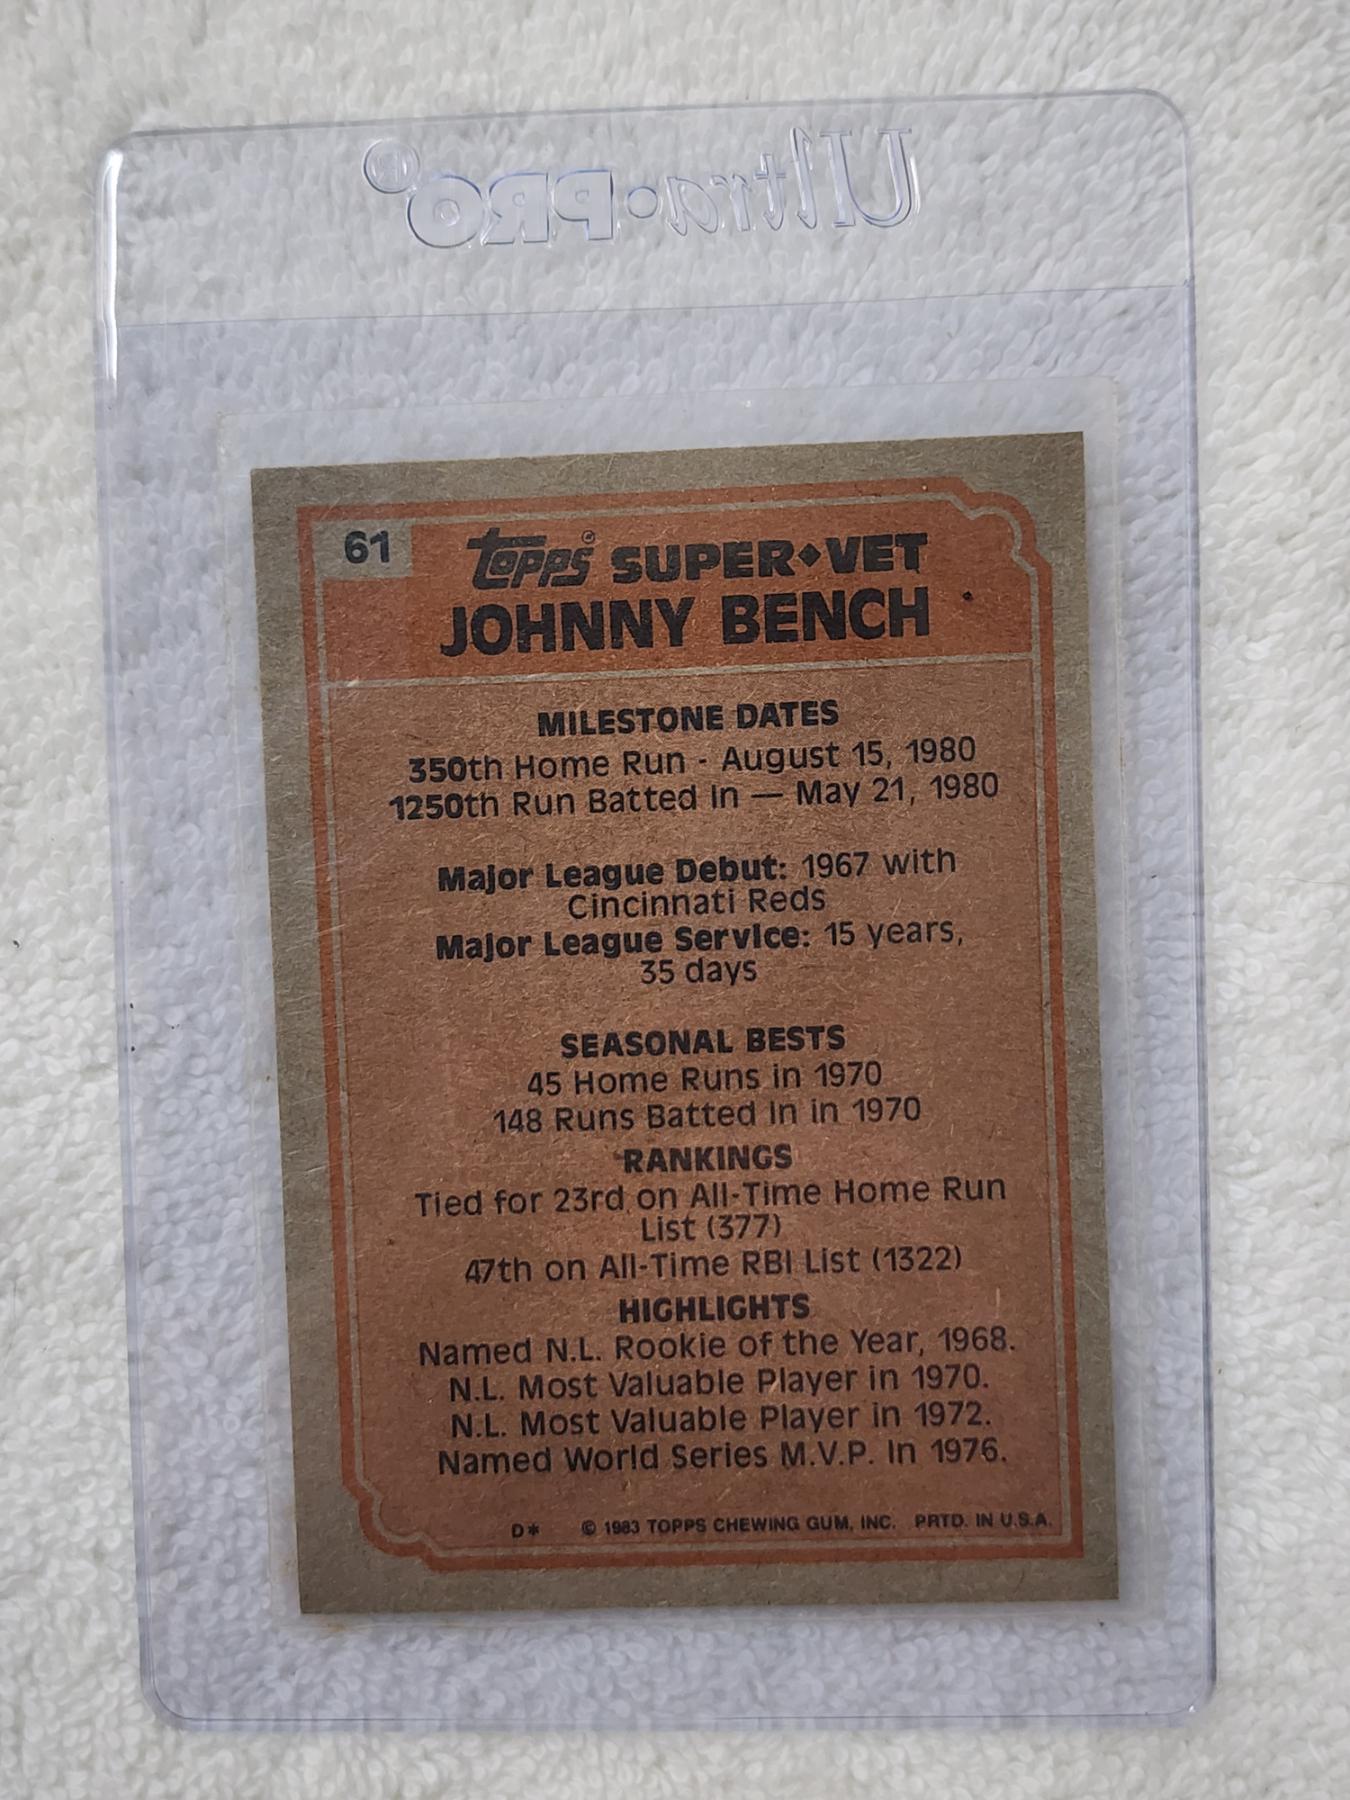 Ultra•PRO®
61
topps® SUPER◆VET
JOHNNY BENCH
MILESTONE DATES
350th Home Run - August 15, 1980
1250th Run Batted In — May 21, 1980
Major League Debut: 1967 with
Cincinnati Reds
Major League Service: 15 years,
35 days
SEASONAL BESTS
45 Home Runs in 1970
148 Runs Batted In in 1970
RANKINGS
Tied for 23rd on All-Time Home Run
List (377)
47th on All-Time RBI List (1322)
HIGHLIGHTS
Named N.L. Rookie of the Year, 1968.
N.L. Most Valuable Player in 1970.
N.L. Most Valuable Player in 1972.
Named World Series M.V.P. in 1976.
D* © 1983 TOPPS CHEWING GUM, INC. PRTD. IN U.S.A.